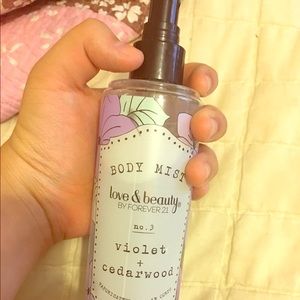 BODY MIST
love & beauty
BY FOREVER 21
no.3
violet
+
cedarwood